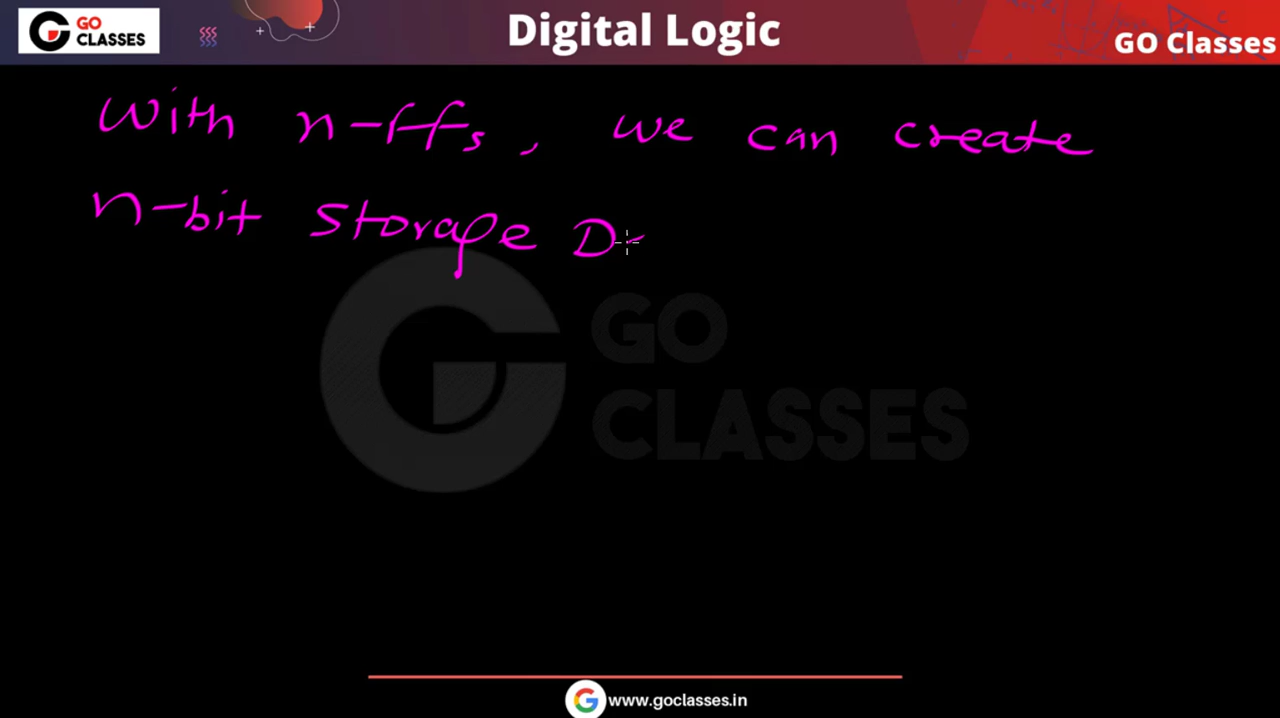 GO CLASSES
Digital Logic
GO Classes
With n-ffs, we can create
n-bit storage D
GO CLASSES
www.goclasses.in